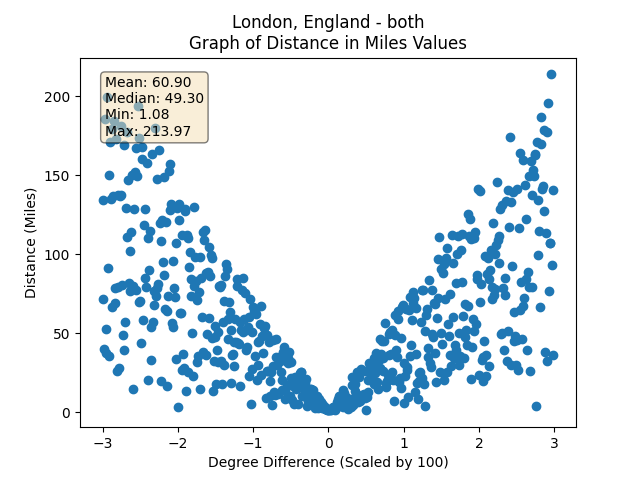 London, England - both
Graph of Distance in Miles Values
Mean: 60.90
Median: 49.30
Min: 1.08
Max: 213.97
200
150
100
50
0
Distance (Miles)
−3
−2
−1
0
1
2
3
Degree Difference (Scaled by 100)